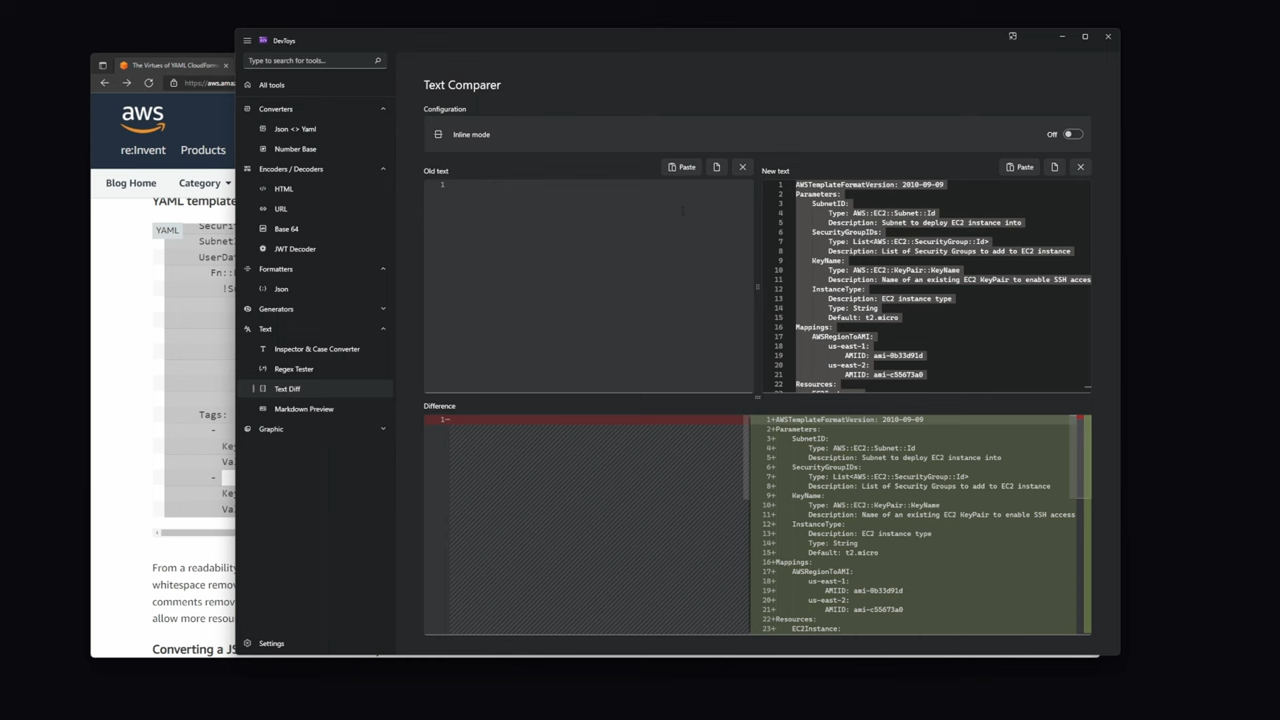 DevToys
Type to search for tools...
All tools
Converters
Json <> Yaml
Number Base
Encoders / Decoders
HTML
URL
Base 64
JWT Decoder
Formatters
Json
Generators
Text
Inspector & Case Converter
Regex Tester
Text Diff
Markdown Preview
Graphic
Settings
The Virtues of YAML CloudForm
https://aws.amaz
aws
re:Invent Products
Blog Home Category
YAML template
YAML
Securit
Subnet
UserDat
Fn::
!Su
Tags:
-
Key
Val
-
Key
Val
From a readability
whitespace remov
comments remov
allow more resou
Converting a JS
Text Comparer
Configuration
Inline mode
Off
Old text
Paste
1
New text
Paste
1 AWSTemplateFormatVersion: 2010-09-09
2 Parameters:
3 SubnetID:
4 Type: AWS::EC2::Subnet::Id
5 Description: Subnet to deploy EC2 instance into
6 SecurityGroupIDs:
7 Type: List<AWS::EC2::SecurityGroup::Id>
8 Description: List of Security Groups to add to EC2 instance
9 KeyName:
10 Type: AWS::EC2::KeyPair::KeyName
11 Description: Name of an existing EC2 KeyPair to enable SSH acces
12 InstanceType:
13 Description: EC2 instance type
14 Type: String
15 Default: t2.micro
16 Mappings:
17 AWSRegionToAMI:
18 us-east-1:
19 AMIID: ami-0b33d91d
20 us-east-2:
21 AMIID: ami-c55673a0
22 Resources:
Difference
1-
1+AWSTemplateFormatVersion: 2010-09-09
2+Parameters:
3+ SubnetID:
4+ Type: AWS::EC2::Subnet::Id
5+ Description: Subnet to deploy EC2 instance into
6+ SecurityGroupIDs:
7+ Type: List<AWS::EC2::SecurityGroup::Id>
8+ Description: List of Security Groups to add to EC2 instance
9+ KeyName:
10+ Type: AWS::EC2::KeyPair::KeyName
11+ Description: Name of an existing EC2 KeyPair to enable SSH access
12+ InstanceType:
13+ Description: EC2 instance type
14+ Type: String
15+ Default: t2.micro
16+Mappings:
17+ AWSRegionToAMI:
18+ us-east-1:
19+ AMIID: ami-0b33d91d
20+ us-east-2:
21+ AMIID: ami-c55673a0
22+Resources:
23+ EC2Instance: